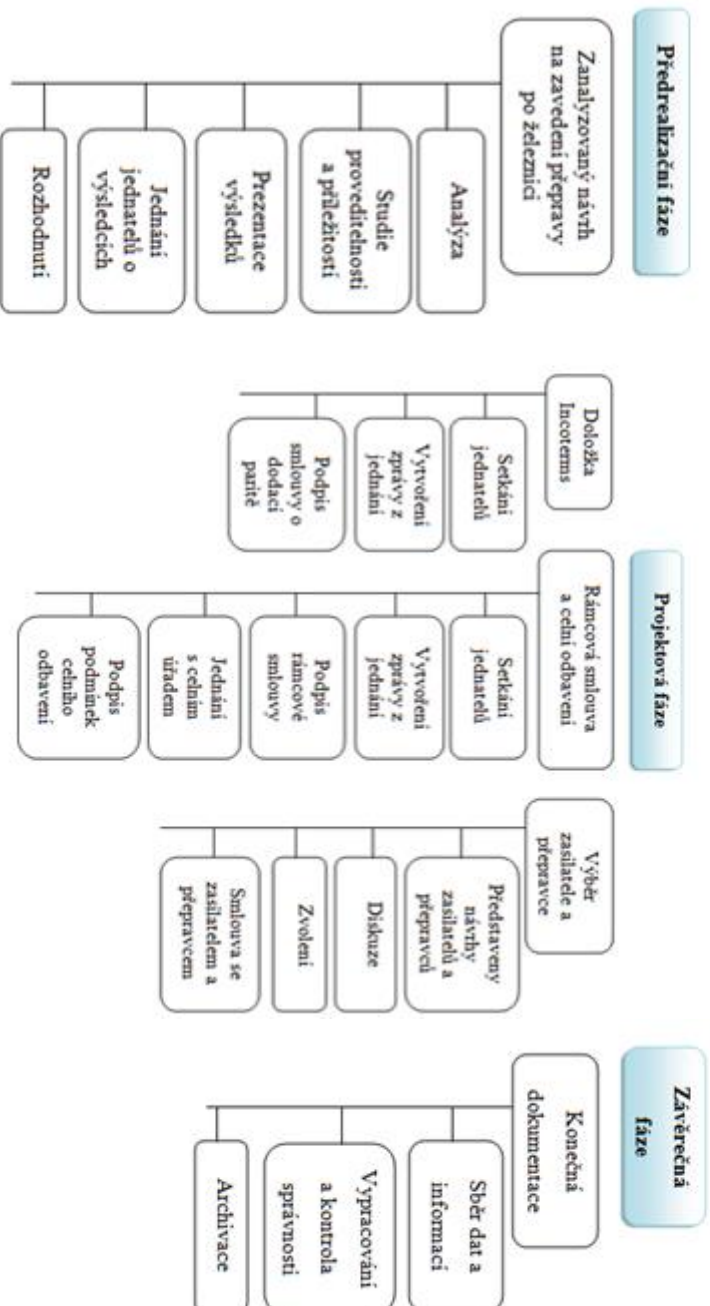 Předrealizační fáze
Zanalyzovaný návrh
na zavedení přepravy
po železnici
Analýza
Studie
proveditelnosti
a příležitostí
Prezentace
výsledků
Jednání
jednatelů o
výsledcích
Rozhodnutí
Projektová fáze
Doložka
Incoterms
Setkání
jednatelů
Vytvoření
zprávy z
jednání
Podpis
smlouvy o
dodací
paritě
Rámcová smlouva
a celní odbavení
Setkání
jednatelů
Vytvoření
zprávy z
jednání
Podpis
rámcové
smlouvy
Jednání
s celním
úřadem
Podpis
podmínek
celního
odbavení
Výběr
zasilatele a
přepravce
Představeny
návrhy
zasilatelů a
přepravců
Diskuze
Zvolení
Smlouva se
zasilatelem a
přepravcem
Závěrečná
fáze
Konečná
dokumentace
Sběr dat a
informací
Vypracování
a kontrola
správnosti
Archivace